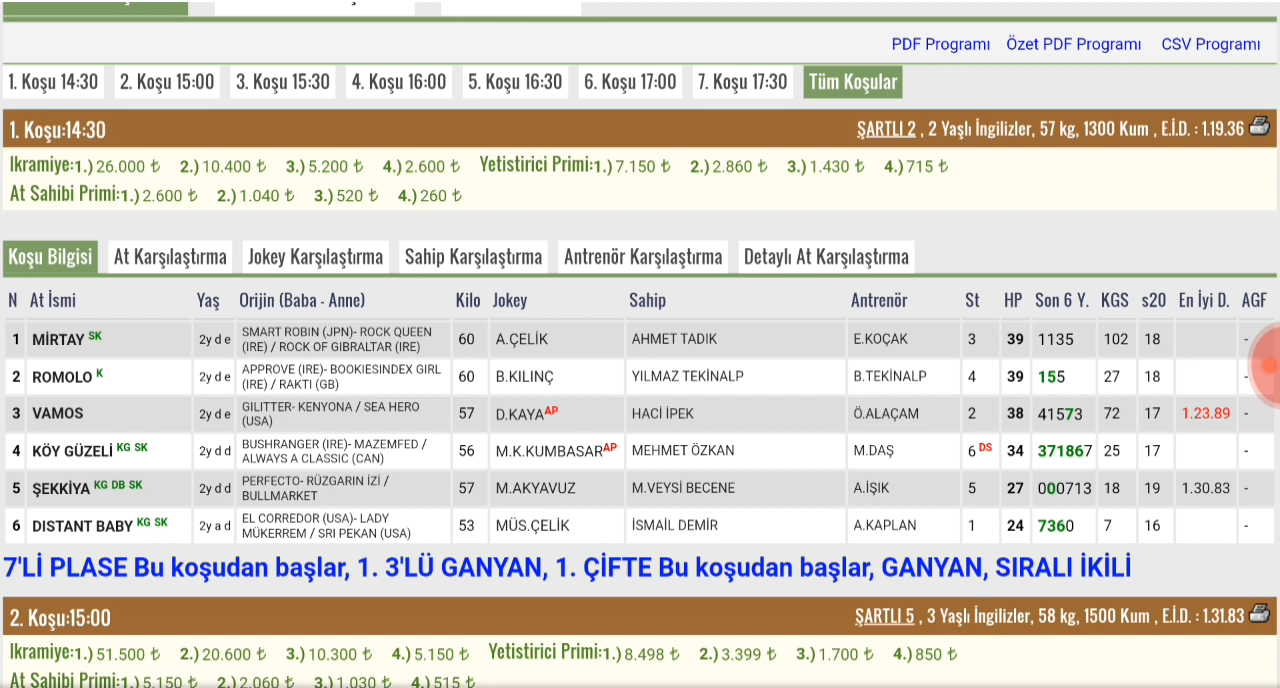 PDF Programı Özet PDF Programı CSV Programı
1. Koşu 14:30 2. Koşu 15:00 3. Koşu 15:30 4. Koşu 16:00 5. Koşu 16:30 6. Koşu 17:00 7. Koşu 17:30 Tüm Koşular
1. Koşu:14:30 ŞARTLI 2 , 2 Yaşlı İngilizler, 57 kg, 1300 Kum , E.İ.D. : 1.19.36
Ikramiye:1.) 26.000 ₺ 2.) 10.400 ₺ 3.) 5.200 ₺ 4.) 2.600 ₺ Yetistirici Primi:1.) 7.150 ₺ 2.) 2.860 ₺ 3.) 1.430 ₺ 4.) 715 ₺
At Sahibi Primi:1.) 2.600 ₺ 2.) 1.040 ₺ 3.) 520 ₺ 4.) 260 ₺
Koşu Bilgisi At Karşılaştırma Jokey Karşılaştırma Sahip Karşılaştırma Antrenör Karşılaştırma Detaylı At Karşılaştırma
N At İsmi Yaş Orijin (Baba - Anne) Kilo Jokey Sahip Antrenör St HP Son 6 Y. KGS s20 En İyi D. AGF
1 MİRTAY SK 2y d e SMART ROBIN (JPN)- ROCK QUEEN (IRE) / ROCK OF GIBRALTAR (IRE) 60 A.ÇELİK AHMET TADIK E.KOÇAK 3 39 1135 102 18 -
2 ROMOLO K 2y d e APPROVE (IRE)- BOOKIESINDEX GIRL (IRE) / RAKTI (GB) 60 B.KILINÇ YILMAZ TEKİNALP B.TEKİNALP 4 39 155 27 18 -
3 VAMOS 2y d e GILITTER- KENYONA / SEA HERO (USA) 57 D.KAYA AP HACİ İPEK Ö.ALAÇAM 2 38 41573 72 17 1.23.89 -
4 KÖY GÜZELİ KG SK 2y d d BUSHRANGER (IRE)- MAZEMFED / ALWAYS A CLASSIC (CAN) 56 M.K.KUMBASAR AP MEHMET ÖZKAN M.DAŞ 6 DS 34 371867 25 17 -
5 ŞEKKİYA KG DB SK 2y d d PERFECTO- RÜZGARIN İZİ / BULLMARKET 57 M.AKYAVUZ M.VEYSİ BECENE A.IŞIK 5 27 000713 18 19 1.30.83 -
6 DISTANT BABY KG SK 2y a d EL CORREDOR (USA)- LADY MÜKERREM / SRI PEKAN (USA) 53 MÜS.ÇELİK İSMAİL DEMİR A.KAPLAN 1 24 7360 7 16 -
7'Lİ PLASE Bu koşudan başlar, 1. 3'LÜ GANYAN, 1. ÇİFTE Bu koşudan başlar, GANYAN, SIRALI İKİLİ
2. Koşu:15:00 ŞARTLI 5 , 3 Yaşlı İngilizler, 58 kg, 1500 Kum , E.İ.D. : 1.31.83
Ikramiye:1.) 51.500 ₺ 2.) 20.600 ₺ 3.) 10.300 ₺ 4.) 5.150 ₺ Yetistirici Primi:1.) 8.498 ₺ 2.) 3.399 ₺ 3.) 1.700 ₺ 4.) 850 ₺
At Sahibi Primi:1.) 5.150 ₺ 2.) 2.060 ₺ 3.) 1.030 ₺ 4.) 515 ₺